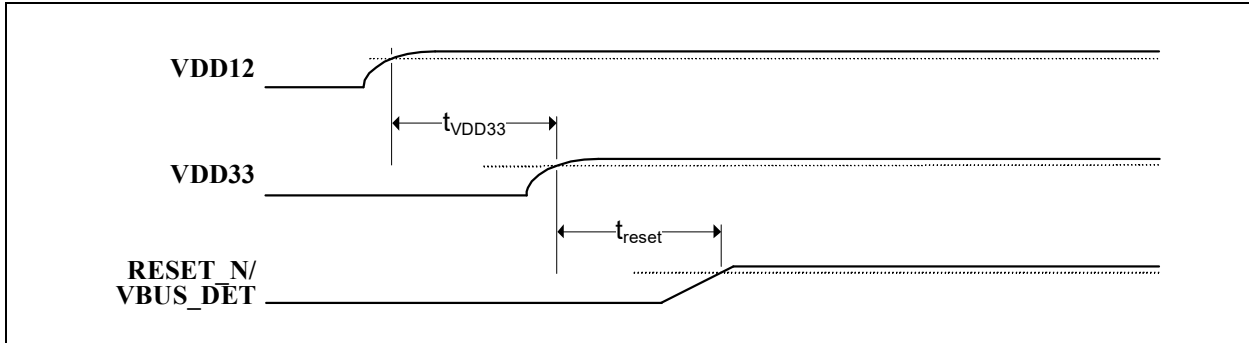 VDD12
tVDD33
VDD33
treset
RESET_N/
VBUS_DET